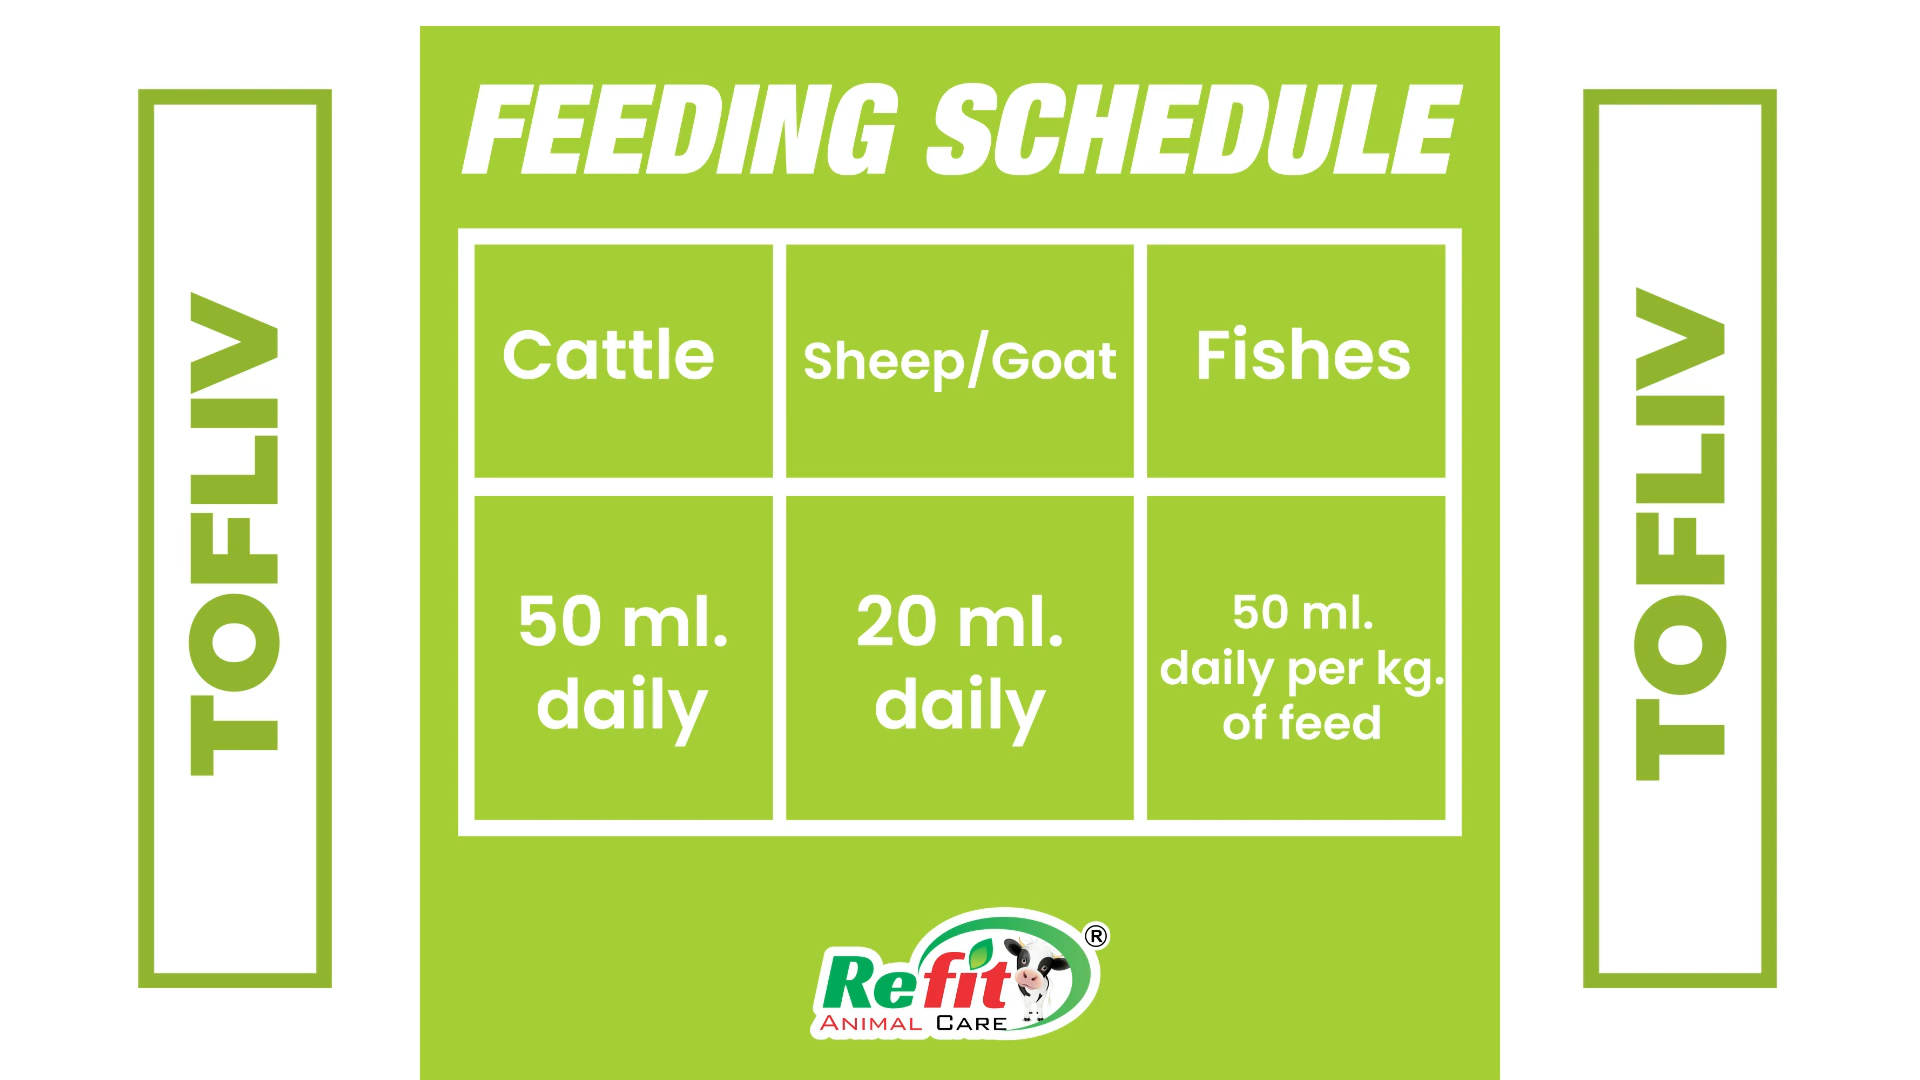 FEEDING SCHEDULE
TOFLIV
Cattle
Sheep/Goat
Fishes
50 ml.
daily
20 ml.
daily
50 ml.
daily per kg.
of feed
TOFLIV
Refit ®
ANIMAL CARE